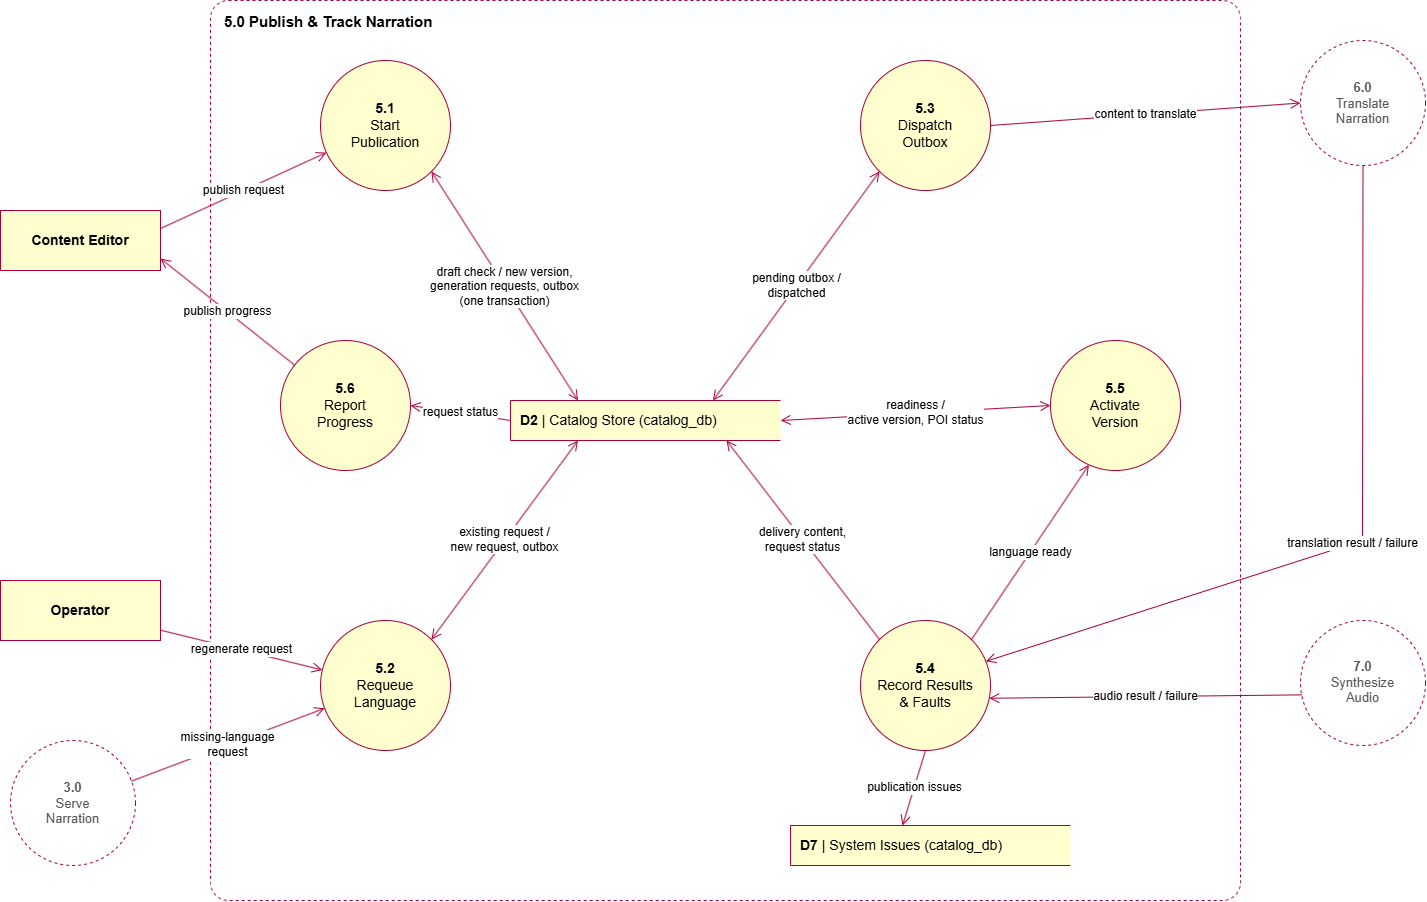 5.0 Publish & Track Narration
5.1
Start
Publication
5.3
Dispatch
Outbox
6.0
Translate
Narration
content to translate
publish request
Content Editor
draft check / new version,
generation requests, outbox
(one transaction)
pending outbox /
dispatched
publish progress
5.6
Report
Progress
request status
D2 | Catalog Store (catalog_db)
readiness /
active version, POI status
5.5
Activate
Version
existing request /
new request, outbox
delivery content,
request status
language ready
translation result / failure
Operator
regenerate request
5.2
Requeue
Language
5.4
Record Results
& Faults
audio result / failure
7.0
Synthesize
Audio
missing-language
request
3.0
Serve
Narration
publication issues
D7 | System Issues (catalog_db)